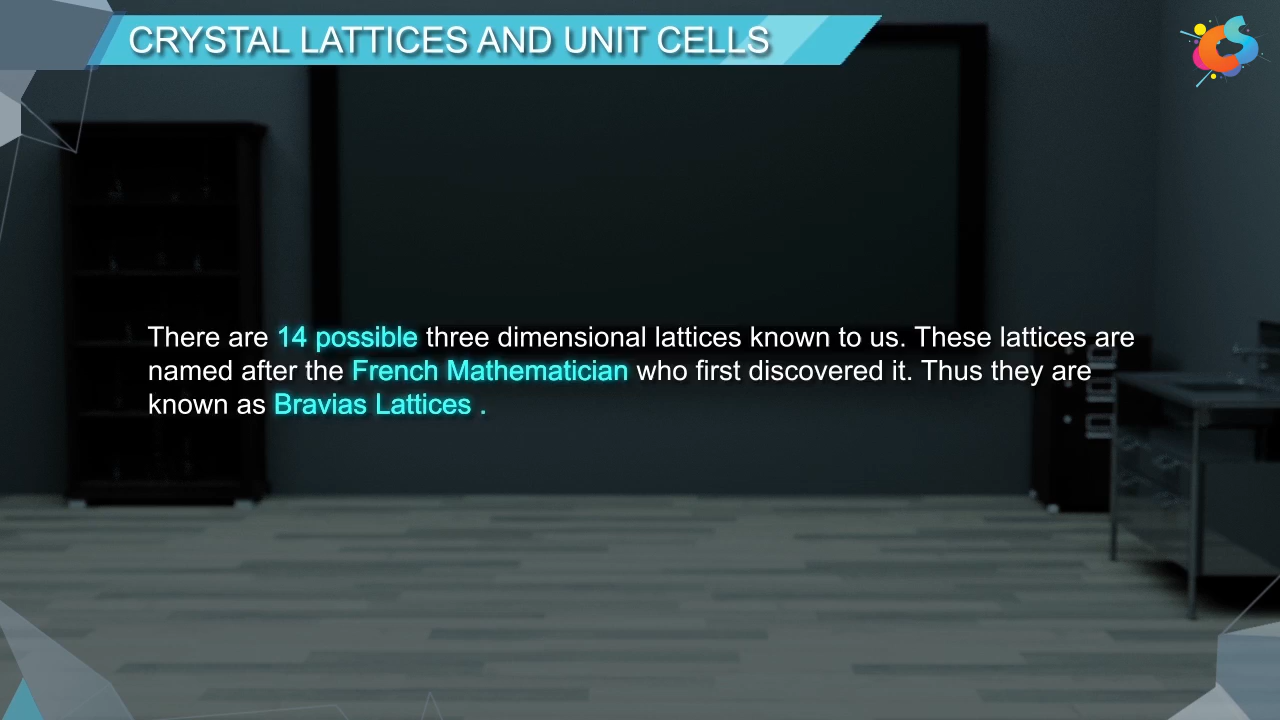 CRYSTAL LATTICES AND UNIT CELLS
There are 14 possible three dimensional lattices known to us. These lattices are
named after the French Mathematician who first discovered it. Thus they are
known as Bravias Lattices .